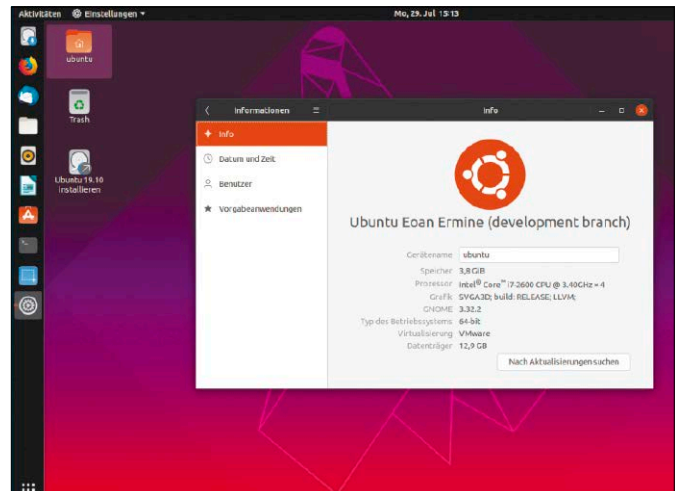 Aktivitäten Einstellungen
Mo, 29. Jul 15:13
ubuntu
Trash
Ubuntu 19.10
installieren
Informationen
Info
Info
Datum und Zeit
Benutzer
Vorgabeanwendungen
Ubuntu Eoan Ermine (development branch)
Gerätename ubuntu
Speicher 3,8 GiB
Prozessor Intel® Core™ i7-2600 CPU @ 3.40GHz × 4
Grafik SVGA3D; build: RELEASE; LLVM;
GNOME 3.32.2
Typ des Betriebssystems 64-bit
Virtualisierung VMware
Datenträger 12,9 GB
Nach Aktualisierungen suchen